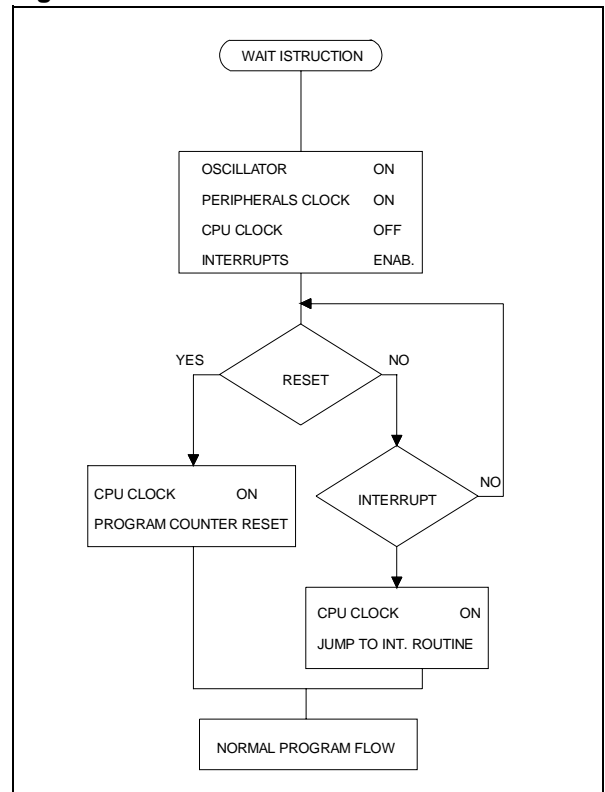 WAIT ISTRUCTION
OSCILLATOR ON
PERIPHERALS CLOCK ON
CPU CLOCK OFF
INTERRUPTS ENAB.
YES
NO
RESET
NO
CPU CLOCK ON
PROGRAM COUNTER RESET
INTERRUPT
CPU CLOCK ON
JUMP TO INT. ROUTINE
NORMAL PROGRAM FLOW